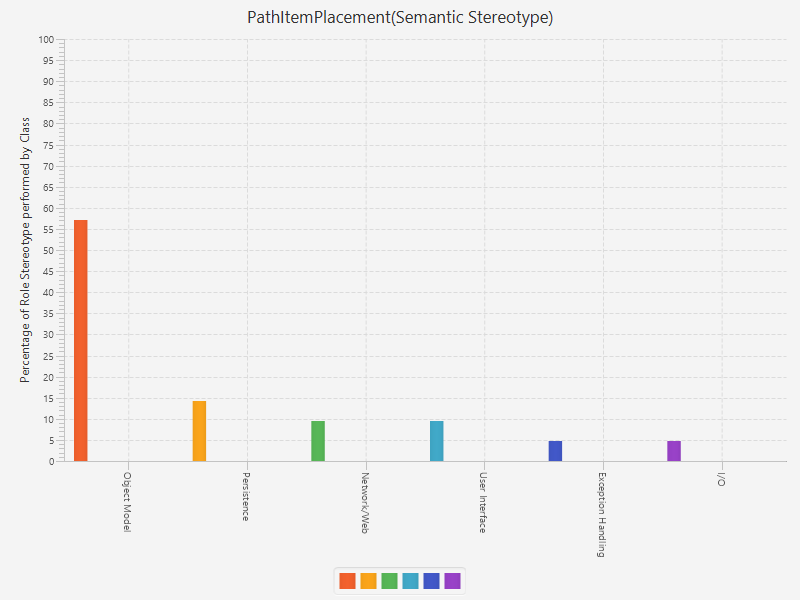 PathItemPlacement(Semantic Stereotype)
Percentage of Role Stereotype performed by Class
100
95
90
85
80
75
70
65
60
55
50
45
40
35
30
25
20
15
10
5
0
Object Model
Persistence
Network/Web
User Interface
Exception Handling
I/O